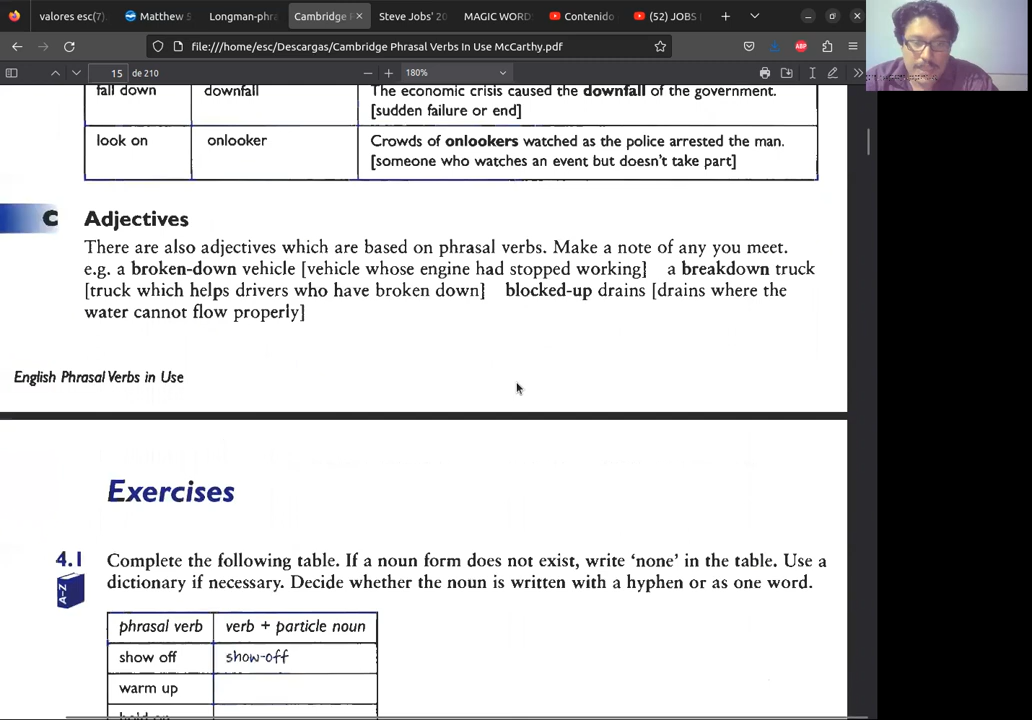 valores esc(7).
Matthew 5
Longman-phra
Cambridge P
Steve Jobs' 20
MAGIC WORD
Contenido
(52) JOBS
file:///home/esc/Descargas/Cambridge Phrasal Verbs In Use McCarthy.pdf
ABP
15 de 210
180%
fall down downfall The economic crisis caused the downfall of the government.
[sudden failure or end]
look on onlooker Crowds of onlookers watched as the police arrested the man.
[someone who watches an event but doesn't take part]
C Adjectives
There are also adjectives which are based on phrasal verbs. Make a note of any you meet.
e.g. a broken-down vehicle [vehicle whose engine had stopped working] a breakdown truck
[truck which helps drivers who have broken down] blocked-up drains [drains where the
water cannot flow properly]
English Phrasal Verbs in Use
Exercises
4.1 Complete the following table. If a noun form does not exist, write 'none' in the table. Use a
A-Z dictionary if necessary. Decide whether the noun is written with a hyphen or as one word.
phrasal verb verb + particle noun
show off show-off
warm up
hold on